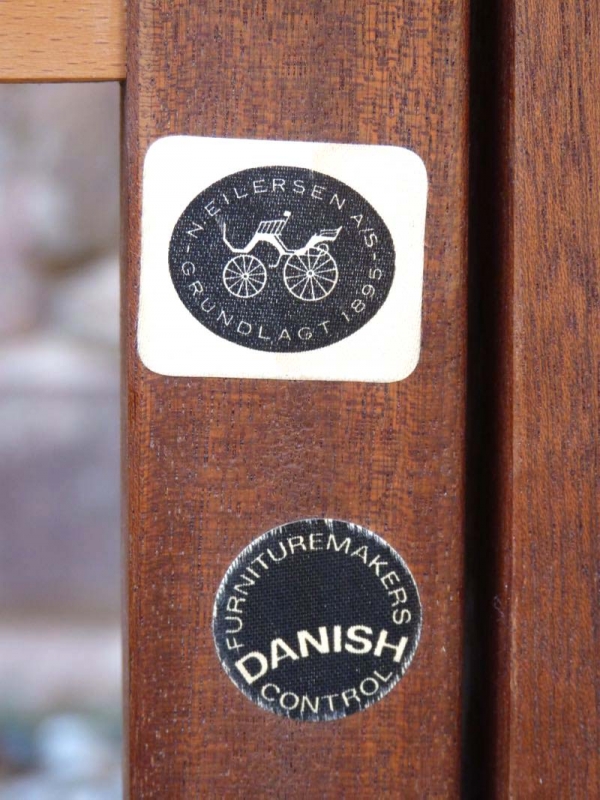 N. EILERSEN A/S
- GRUNDLAGT 1895 -
FURNITUREMAKERS
DANISH
CONTROL